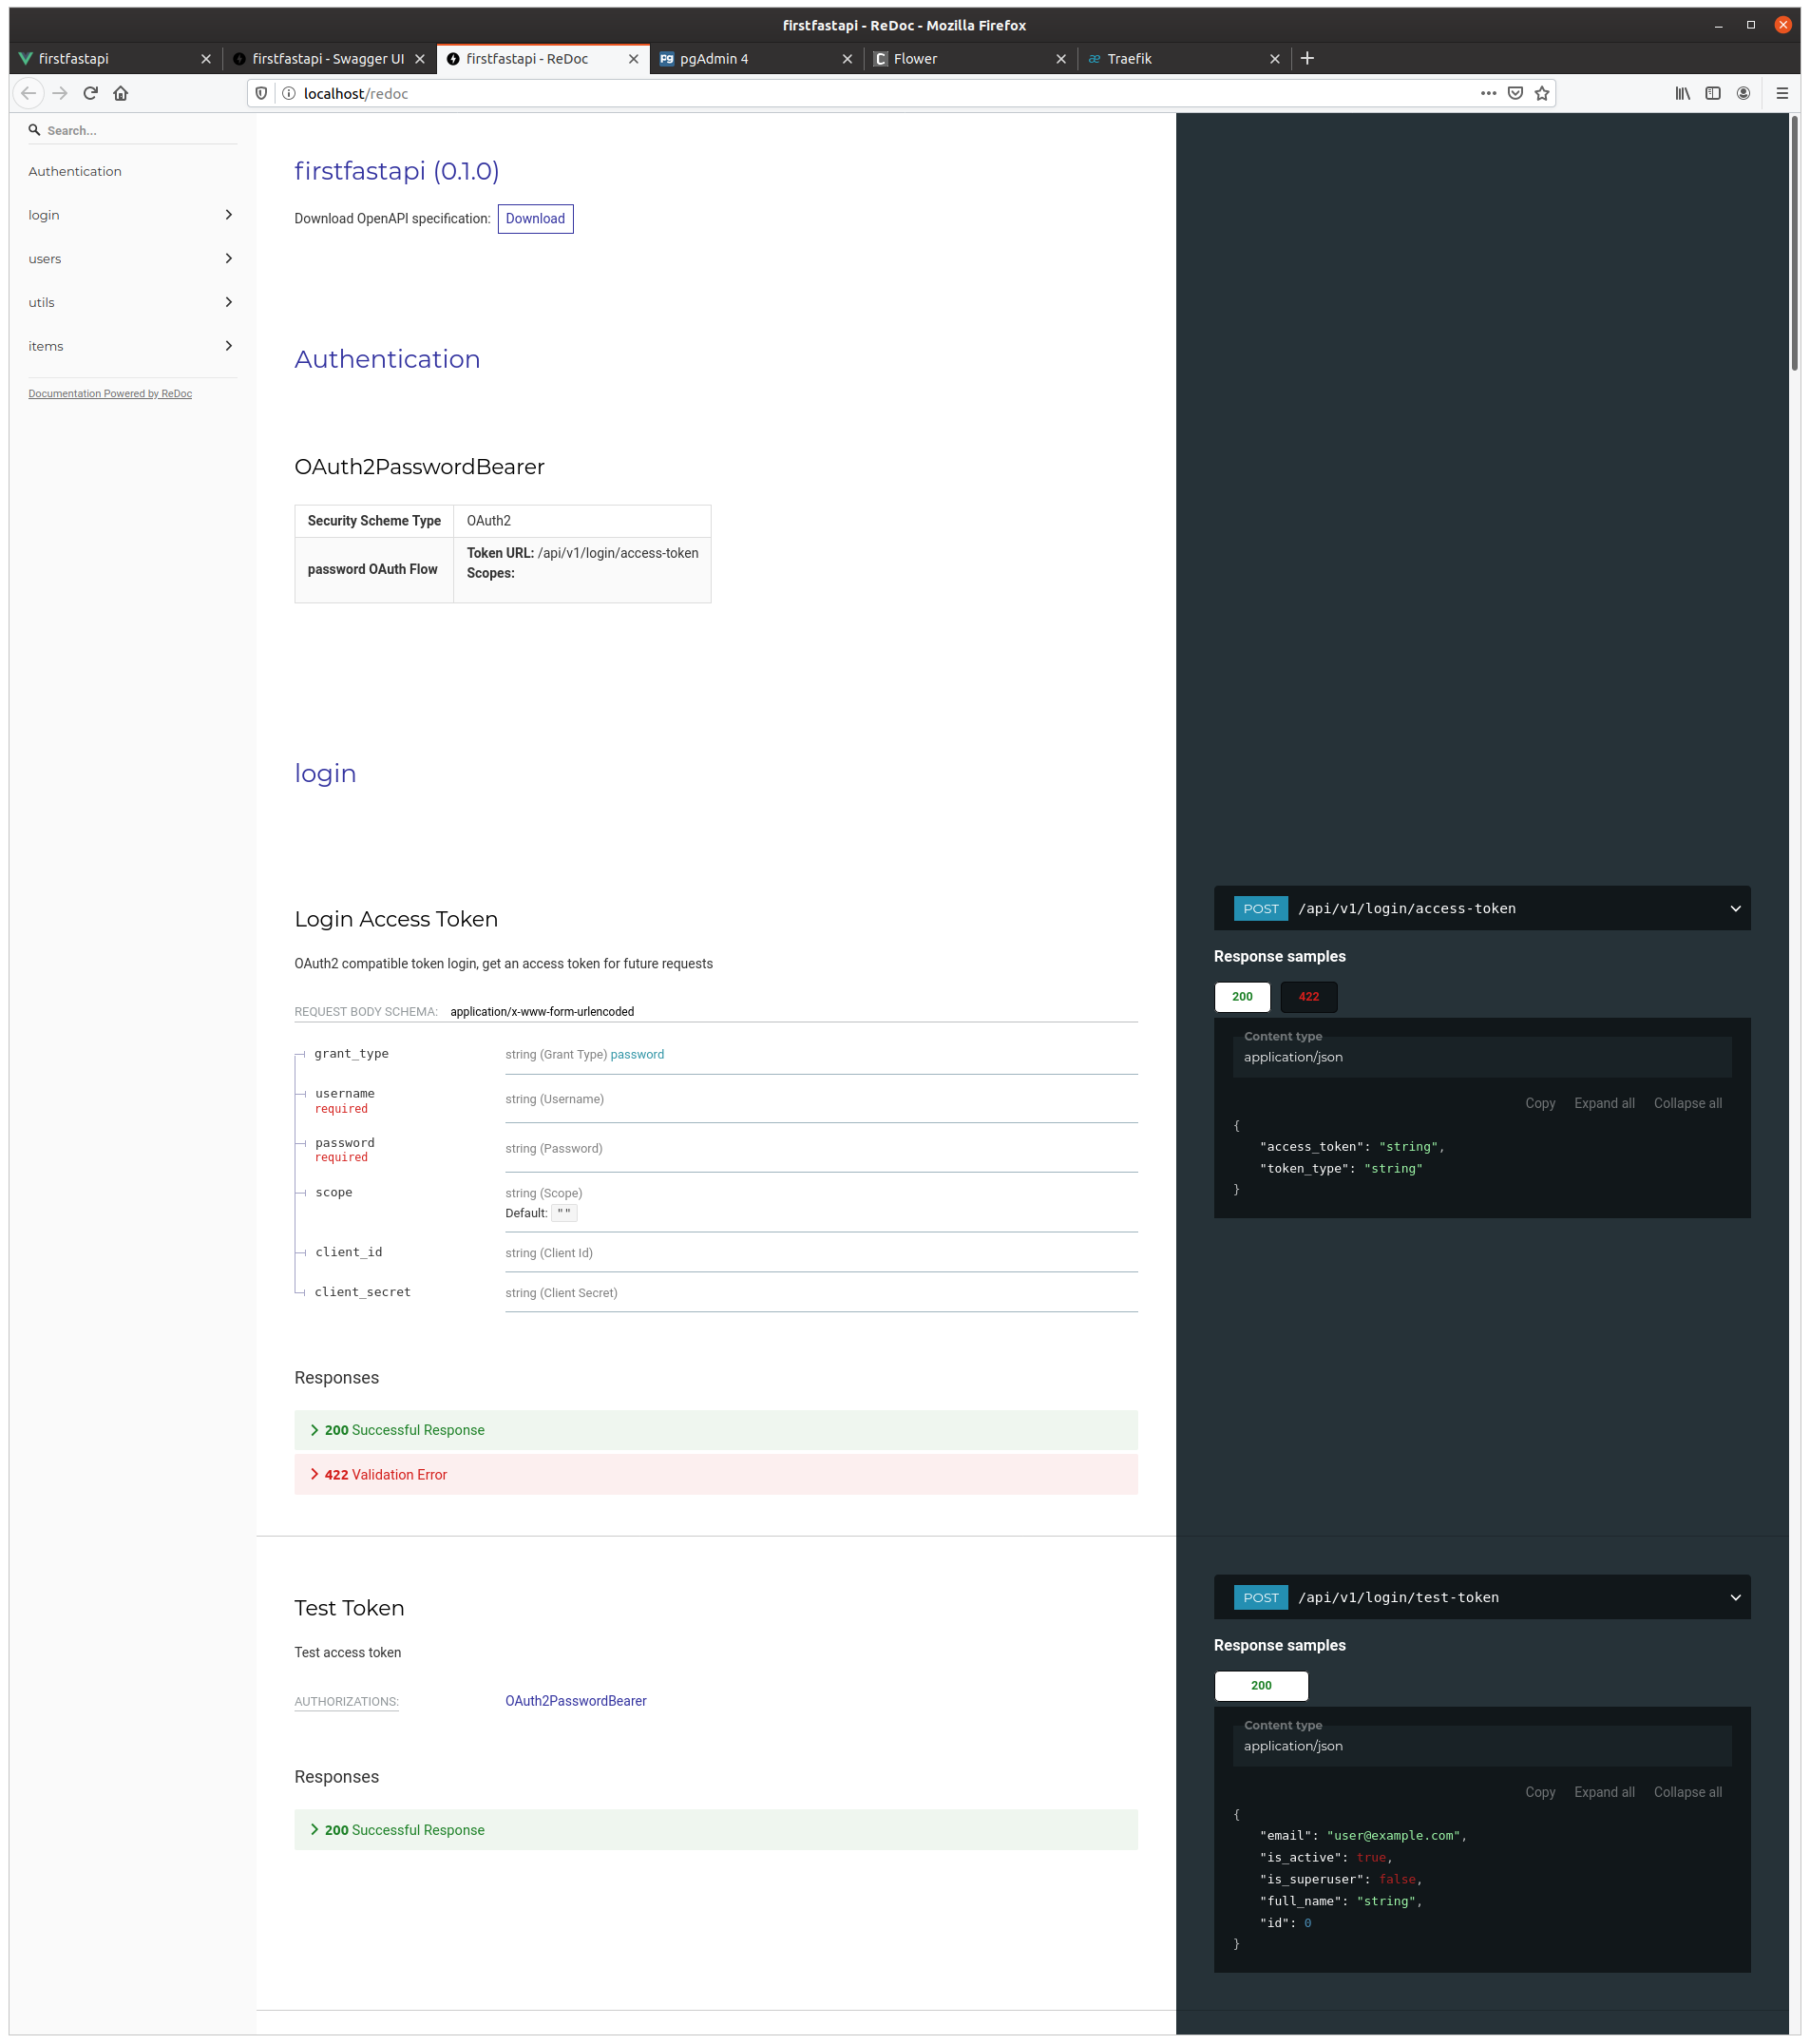 firstfastapi - ReDoc - Mozilla Firefox
firstfastapi
firstfastapi - Swagger UI
firstfastapi - ReDoc
pgAdmin 4
Flower
Traefik
localhost/redoc
Search...
Authentication
login
users
utils
items
Documentation Powered by ReDoc
firstfastapi (0.1.0)
Download OpenAPI specification: Download
Authentication
OAuth2PasswordBearer
Security Scheme Type OAuth2
password OAuth Flow
Token URL: /api/v1/login/access-token
Scopes:
login
Login Access Token
OAuth2 compatible token login, get an access token for future requests
REQUEST BODY SCHEMA: application/x-www-form-urlencoded
grant_type string (Grant Type) password
username
required
string (Username)
password
required
string (Password)
scope string (Scope)
Default: ""
client_id string (Client Id)
client_secret string (Client Secret)
Responses
200 Successful Response
422 Validation Error
POST /api/v1/login/access-token
Response samples
200 422
Content type
application/json
Copy Expand all Collapse all
{
"access_token": "string",
"token_type": "string"
}
Test Token
Test access token
AUTHORIZATIONS: OAuth2PasswordBearer
Responses
200 Successful Response
POST /api/v1/login/test-token
Response samples
200
Content type
application/json
Copy Expand all Collapse all
{
"email": "user@example.com",
"is_active": true,
"is_superuser": false,
"full_name": "string",
"id": 0
}